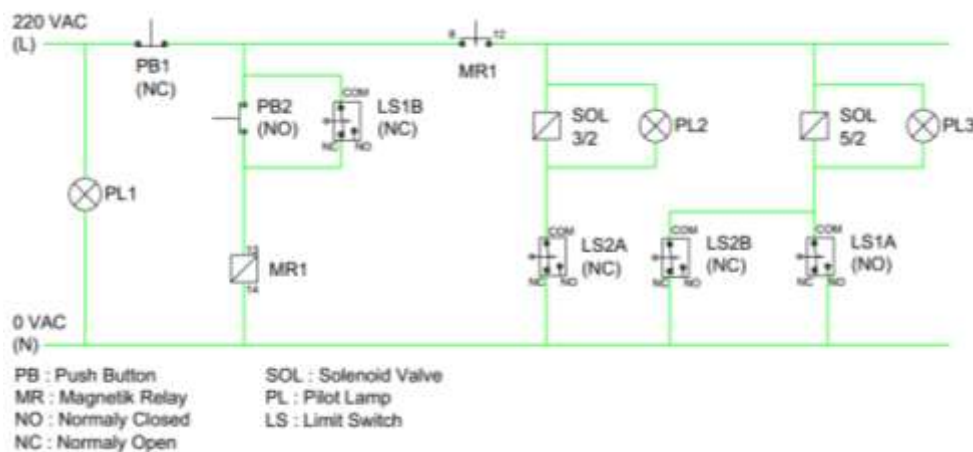 220 VAC
(L)
8 12
PB1
(NC)
MR1
COM
PB2
(NO)
LS1B
(NC)
NC NO
SOL
3/2
PL2
SOL
5/2
PL3
PL1
COM
LS2A
(NC)
NC NO
COM
LS2B
(NC)
NC NO
COM
LS1A
(NO)
NC NO
MR1
14
0 VAC
(N)
PB : Push Button
MR : Magnetik Relay
NO : Normaly Closed
NC : Normaly Open
SOL : Solenoid Valve
PL : Pilot Lamp
LS : Limit Switch